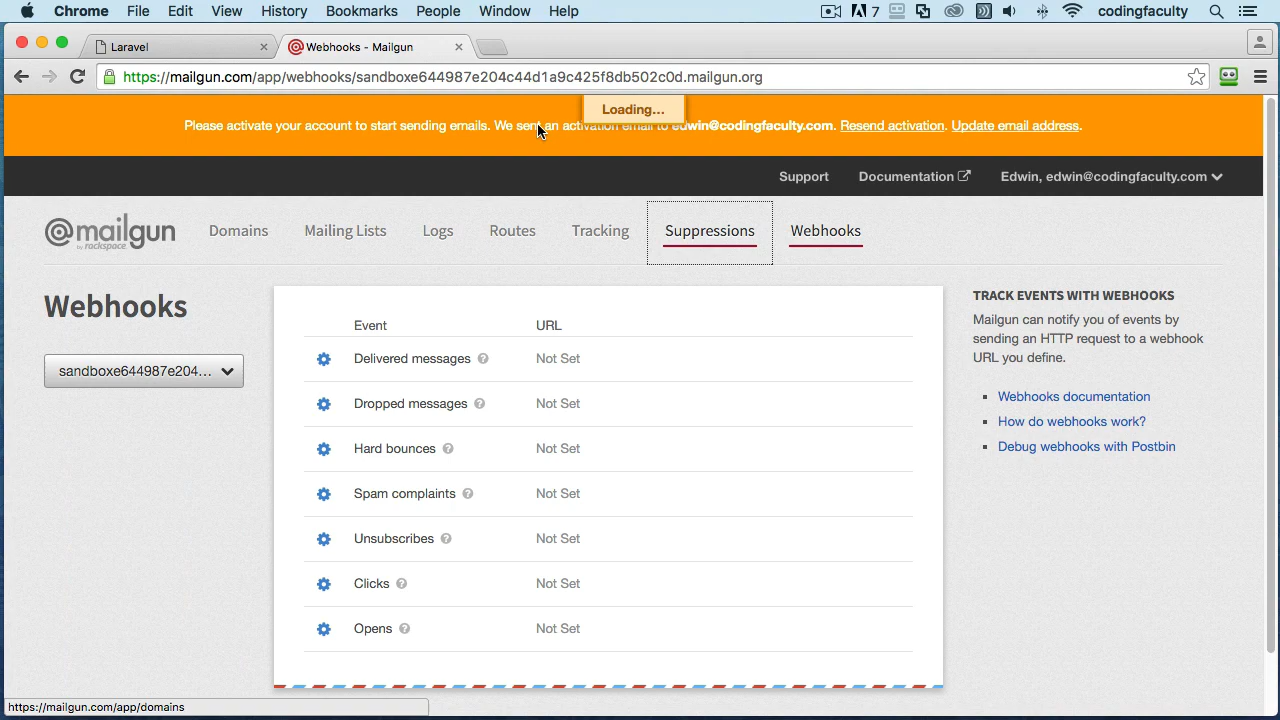 Chrome File Edit View History Bookmarks People Window Help 7 codingfaculty
Laravel
Webhooks - Mailgun
https://mailgun.com/app/webhooks/sandboxe644987e204c44d1a9c425f8db502c0d.mailgun.org
Loading...
Please activate your account to start sending emails. We sent an activation email to edwin@codingfaculty.com. Resend activation. Update email address.
Support Documentation Edwin, edwin@codingfaculty.com
@mailgun
by rackspace
Domains Mailing Lists Logs Routes Tracking Suppressions Webhooks
Webhooks
sandboxe644987e204...
Event URL
Delivered messages ? Not Set
Dropped messages ? Not Set
Hard bounces ? Not Set
Spam complaints ? Not Set
Unsubscribes ? Not Set
Clicks ? Not Set
Opens ? Not Set
TRACK EVENTS WITH WEBHOOKS
Mailgun can notify you of events by
sending an HTTP request to a webhook
URL you define.
Webhooks documentation
How do webhooks work?
Debug webhooks with Postbin
https://mailgun.com/app/domains